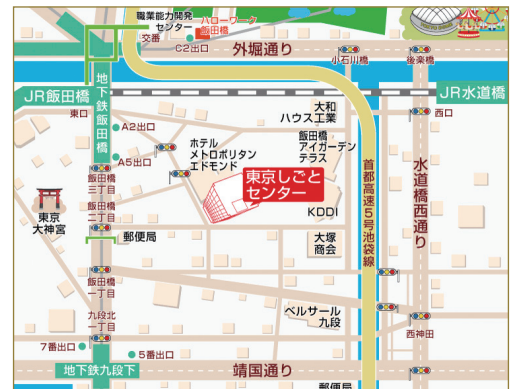 職業能力開発
センター
ハローワーク
飯田橋
交番
C2出口
外堀通り
小石川橋
後楽橋
JR飯田橋
地下鉄飯田橋
JR水道橋
東口
西口
A2出口
大和
ハウス工業
ホテル
メトロポリタン
エドモンド
飯田橋
アイガーデン
テラス
A5出口
飯田橋
三丁目
東京しごと
センター
首都高速5号池袋線
水道橋西通り
東京
大神宮
飯田橋
二丁目
KDDI
郵便局
大塚
商会
飯田橋
一丁目
ベルサール
九段
九段北
一丁目
西神田
7番出口
5番出口
地下鉄九段下
靖国通り
郵便局